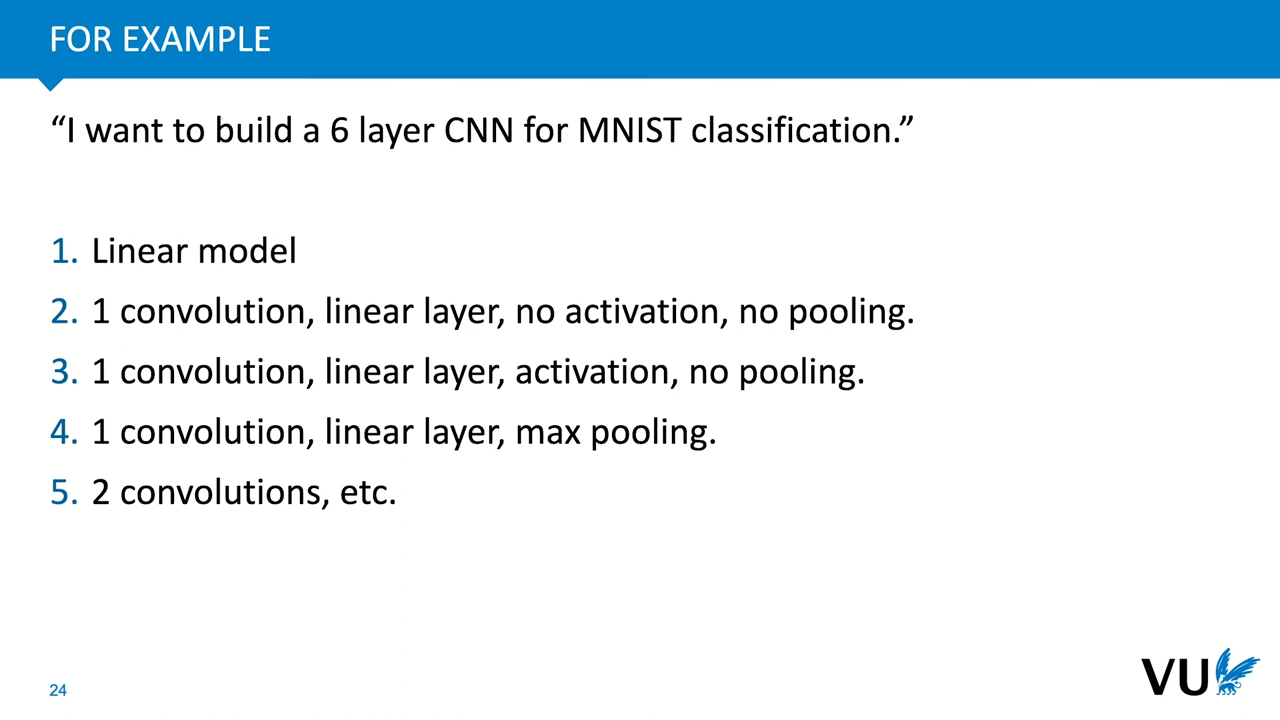 FOR EXAMPLE
“I want to build a 6 layer CNN for MNIST classification.”
1. Linear model
2. 1 convolution, linear layer, no activation, no pooling.
3. 1 convolution, linear layer, activation, no pooling.
4. 1 convolution, linear layer, max pooling.
5. 2 convolutions, etc.
24
VU